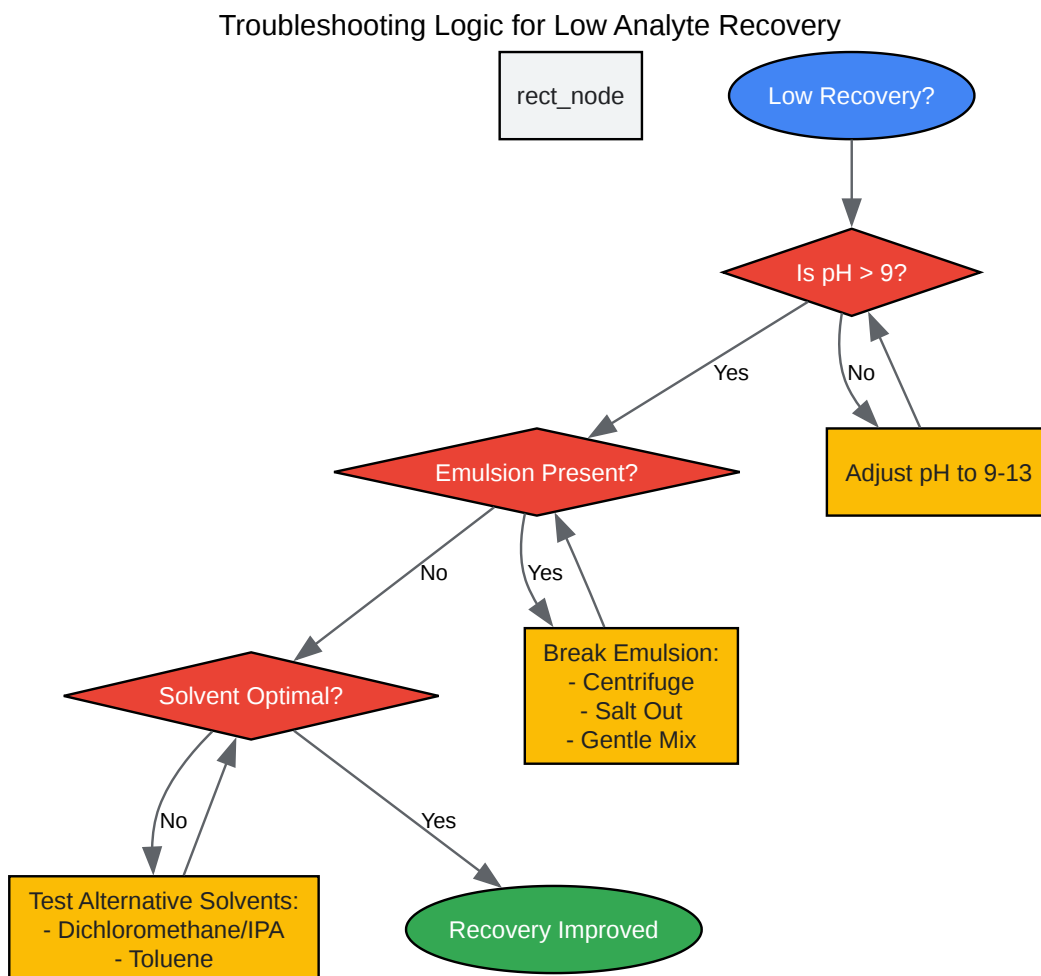 Troubleshooting Logic for Low Analyte Recovery
rect_node
Low Recovery?
Is pH > 9?
Yes
No
Adjust pH to 9-13
Emulsion Present?
No
Yes
Break Emulsion:
- Centrifuge
- Salt Out
- Gentle Mix
Solvent Optimal?
No
Yes
Test Alternative Solvents:
- Dichloromethane/IPA
- Toluene
Recovery Improved